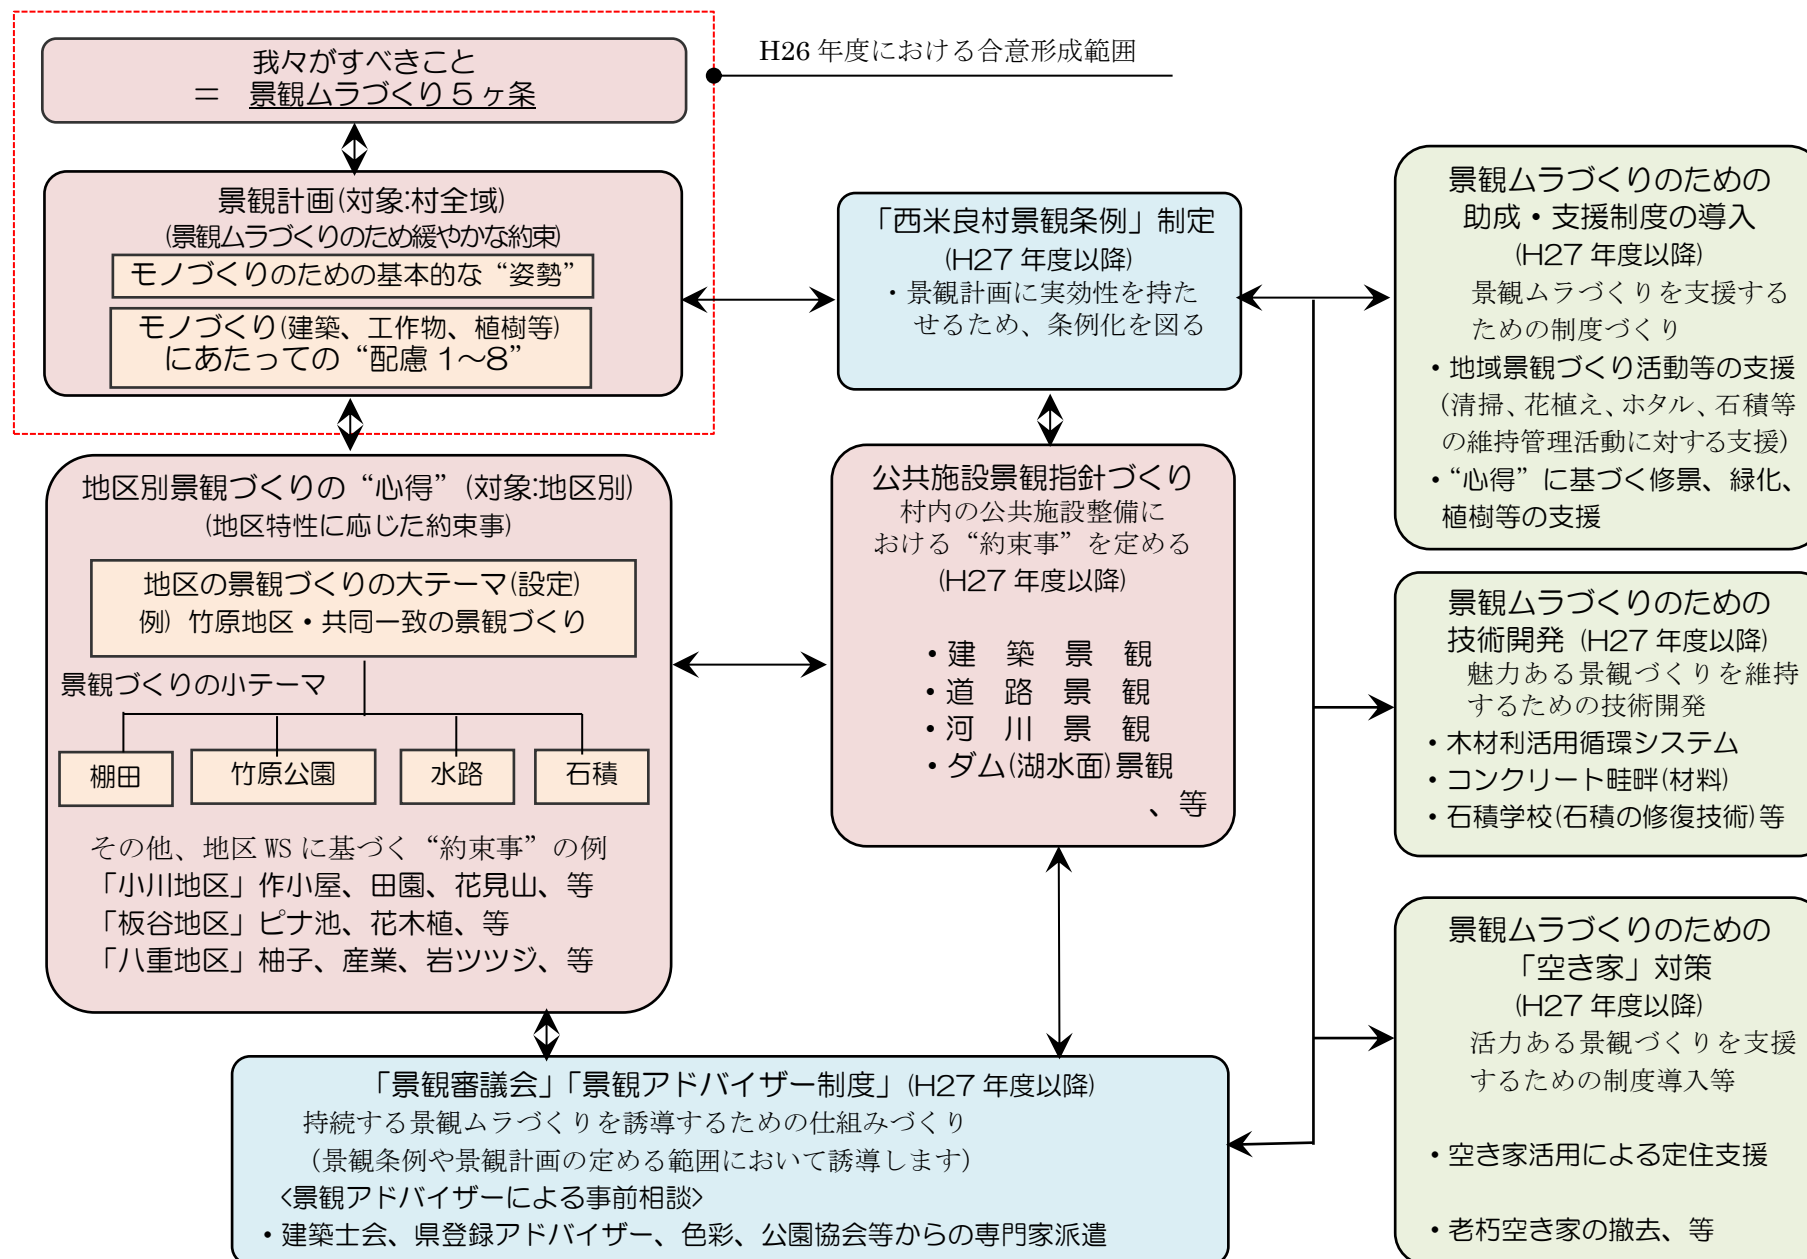 我々がすべきこと
＝　景観ムラづくり５ヶ条
H26 年度における合意形成範囲
景観計画(対象:村全域)
(景観ムラづくりのため緩やかな約束)
モノづくりのための基本的な“姿勢”
モノづくり(建築、工作物、植樹等)
にあたっての“配慮 1～8”
「西米良村景観条例」制定
(H27 年度以降)
・景観計画に実効性を持た
せるため、条例化を図る
景観ムラづくりのための
助成・支援制度の導入
(H27 年度以降)
景観ムラづくりを支援する
ための制度づくり
・地域景観づくり活動等の支援
(清掃、花植え、ホタル、石積等
の維持管理活動に対する支援)
・“心得”に基づく修景、緑化、
植樹等の支援
地区別景観づくりの“心得”(対象:地区別)
(地区特性に応じた約束事)
地区の景観づくりの大テーマ(設定)
例) 竹原地区・共同一致の景観づくり
景観づくりの小テーマ
棚田
竹原公園
水路
石積
その他、地区 WS に基づく“約束事”の例
「小川地区」作小屋、田園、花見山、等
「板谷地区」ピナ池、花木植、等
「八重地区」柚子、産業、岩ツツジ、等
公共施設景観指針づくり
村内の公共施設整備に
おける“約束事”を定める
(H27 年度以降)
・建　築　景　観
・道　路　景　観
・河　川　景　観
・ダム(湖水面)景観
、等
景観ムラづくりのための
技術開発 (H27 年度以降)
魅力ある景観づくりを維持
するための技術開発
・木材利活用循環システム
・コンクリート畦畔(材料)
・石積学校(石積の修復技術)等
景観ムラづくりのための
「空き家」対策
(H27 年度以降)
活力ある景観づくりを支援
するための制度導入等
・空き家活用による定住支援
・老朽空き家の撤去、等
「景観審議会」「景観アドバイザー制度」(H27 年度以降)
持続する景観ムラづくりを誘導するための仕組みづくり
(景観条例や景観計画の定める範囲において誘導します)
<景観アドバイザーによる事前相談>
・建築士会、県登録アドバイザー、色彩、公園協会等からの専門家派遣